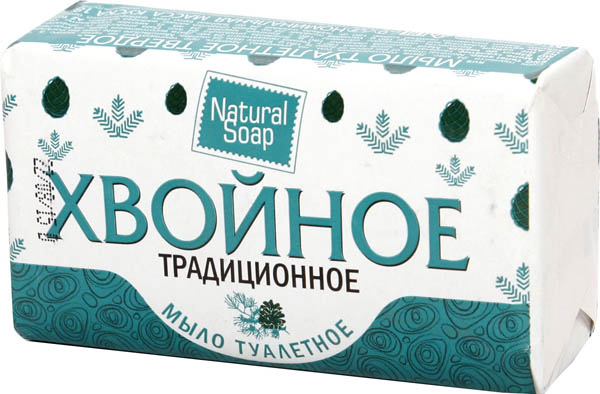 МЫЛО ТУАЛЕТНОЕ ТВЕРДОЕ
Natural
Soap
ХВОЙНОЕ
ТРАДИЦИОННОЕ
МЫЛО ТУАЛЕТНОЕ